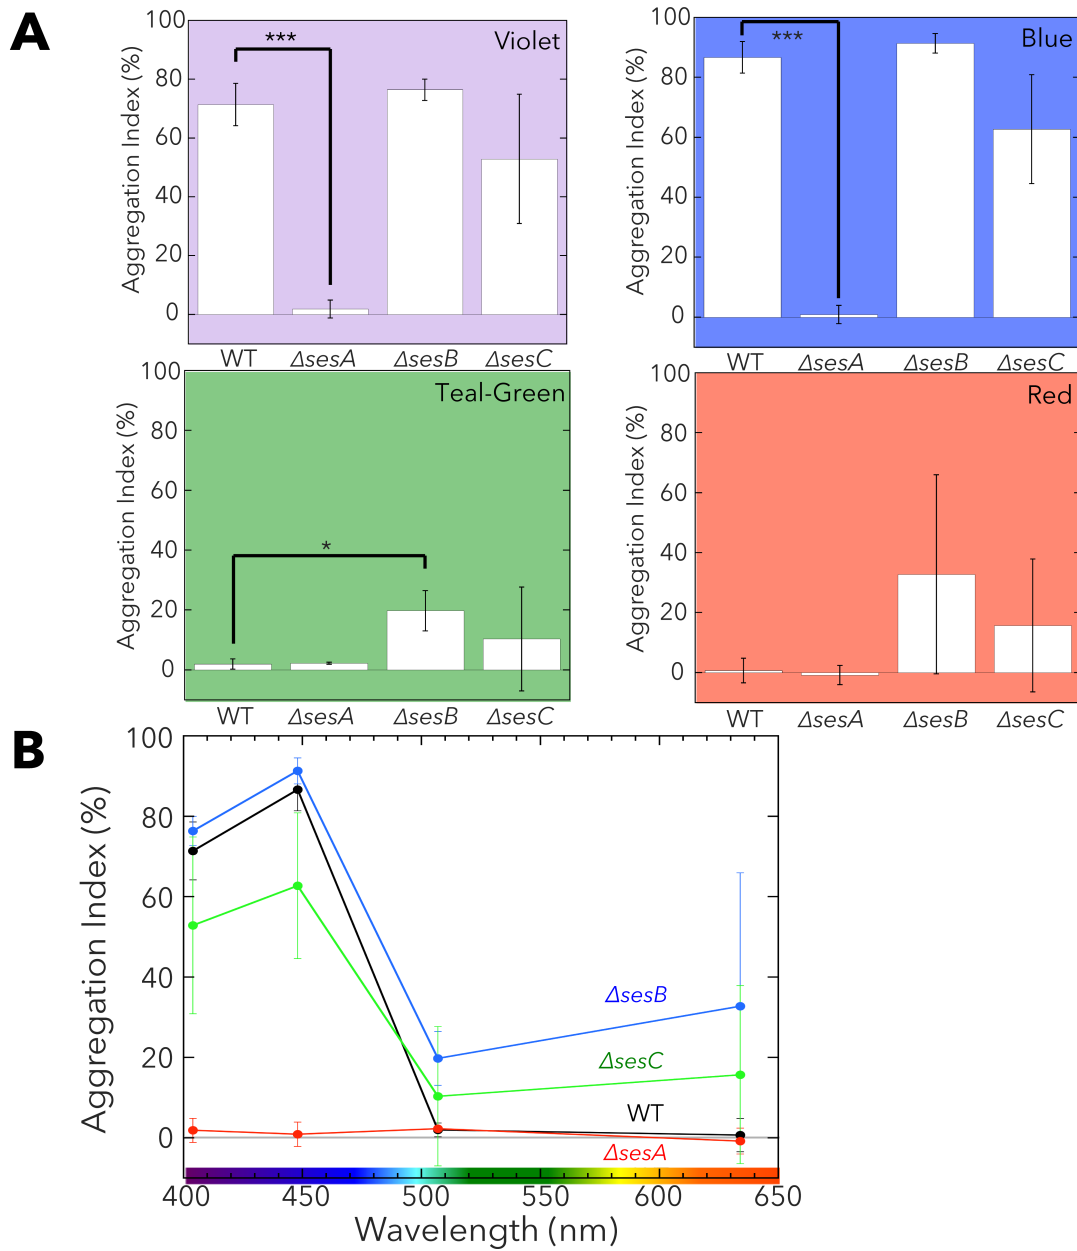 A
Violet
Aggregation Index (%)
100
80
60
40
20
0
***
WT ΔsesA ΔsesB ΔsesC
Blue
Aggregation Index (%)
100
80
60
40
20
0
***
WT ΔsesA ΔsesB ΔsesC
Teal-Green
Aggregation Index (%)
100
80
60
40
20
0
*
WT ΔsesA ΔsesB ΔsesC
Red
Aggregation Index (%)
100
80
60
40
20
0
WT ΔsesA ΔsesB ΔsesC
B
Aggregation Index (%)
100
80
60
40
20
0
ΔsesB
ΔsesC
WT
ΔsesA
400 450 500 550 600 650
Wavelength (nm)